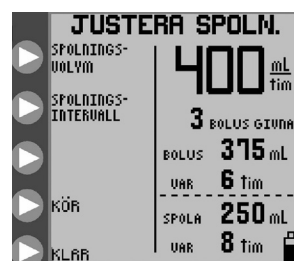 JUSTERA SPOLN.
SPOLNINGS-
VOLYM
400 mL
tim
SPOLNINGS-
INTERVALL
3 BOLUS GIVNA
BOLUS 375 mL
VAR 6 tim
KÖR
SPOLA 250 mL
VAR 8 tim
KLAR